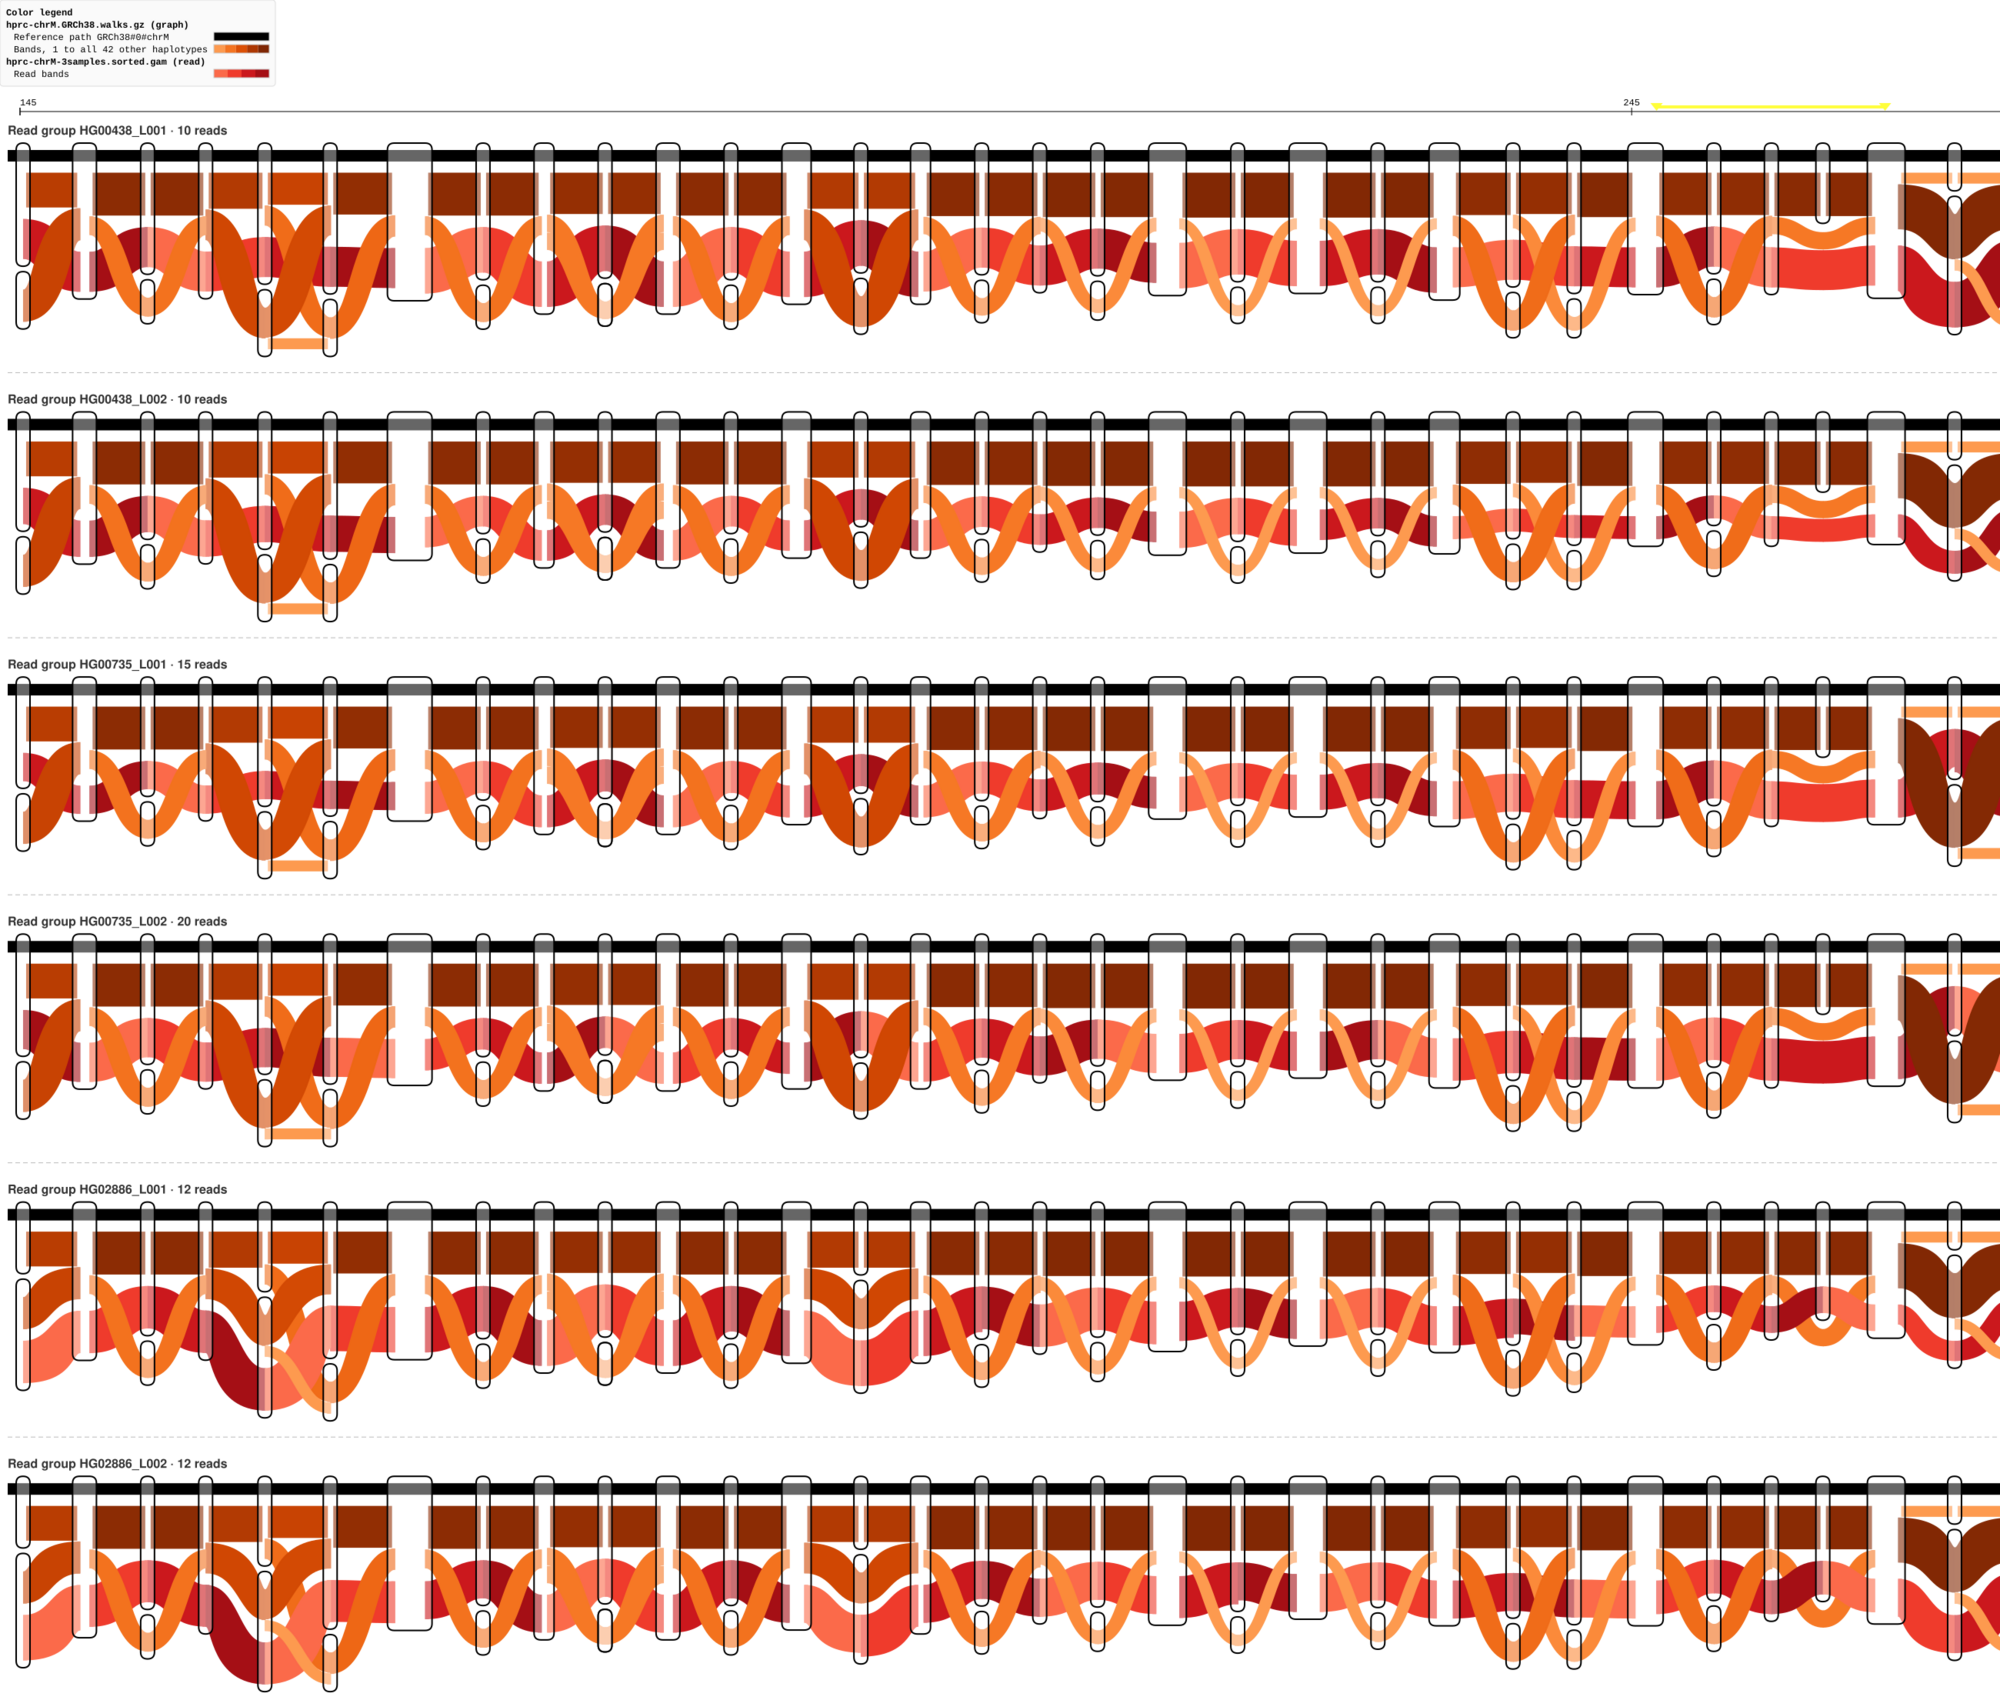 Color legend
hprc-chrM.GRCh38.walks.gz (graph)
Reference path GRCh38#0#chrM
Bands, 1 to all 42 other haplotypes
hprc-chrM-3samples.sorted.gam (read)
Read bands
145
245
Read group HG00438_L001 · 10 reads
Read group HG00438_L002 · 10 reads
Read group HG00735_L001 · 15 reads
Read group HG00735_L002 · 20 reads
Read group HG02886_L001 · 12 reads
Read group HG02886_L002 · 12 reads